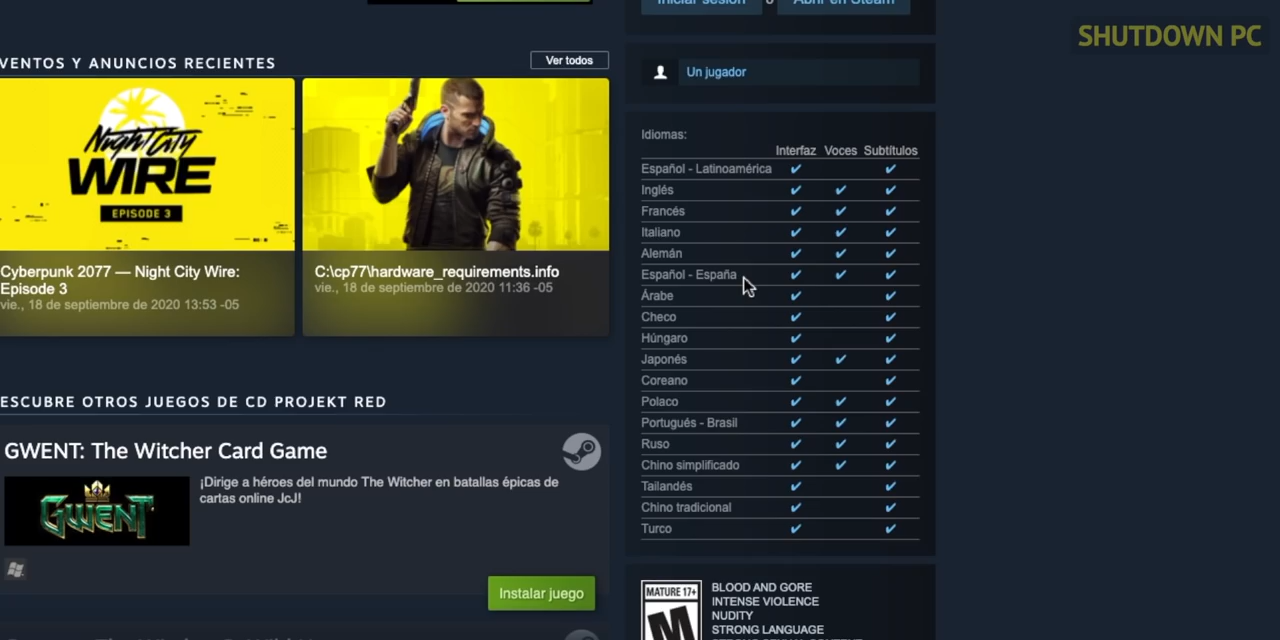 Iniciar sesión o Abrir en Steam
SHUTDOWN PC
VENTOS Y ANUNCIOS RECIENTES
Ver todos
Night City
WIRE
EPISODE 3
Cyberpunk 2077 — Night City Wire:
Episode 3
vie., 18 de septiembre de 2020 13:53 -05
C:\cp77\hardware_requirements.info
vie., 18 de septiembre de 2020 11:36 -05
ESCUBRE OTROS JUEGOS DE CD PROJEKT RED
GWENT: The Witcher Card Game
GWENT
¡Dirige a héroes del mundo The Witcher en batallas épicas de
cartas online JcJ!
Instalar juego
Un jugador
Idiomas:
Interfaz Voces Subtítulos
Español - Latinoamérica ✔ ✔
Inglés ✔ ✔ ✔
Francés ✔ ✔ ✔
Italiano ✔ ✔ ✔
Alemán ✔ ✔ ✔
Español - España ✔ ✔ ✔
Árabe ✔ ✔
Checo ✔ ✔
Húngaro ✔ ✔
Japonés ✔ ✔ ✔
Coreano ✔ ✔
Polaco ✔ ✔ ✔
Portugués - Brasil ✔ ✔ ✔
Ruso ✔ ✔ ✔
Chino simplificado ✔ ✔ ✔
Tailandés ✔ ✔
Chino tradicional ✔ ✔
Turco ✔ ✔
MATURE 17+
M
BLOOD AND GORE
INTENSE VIOLENCE
NUDITY
STRONG LANGUAGE